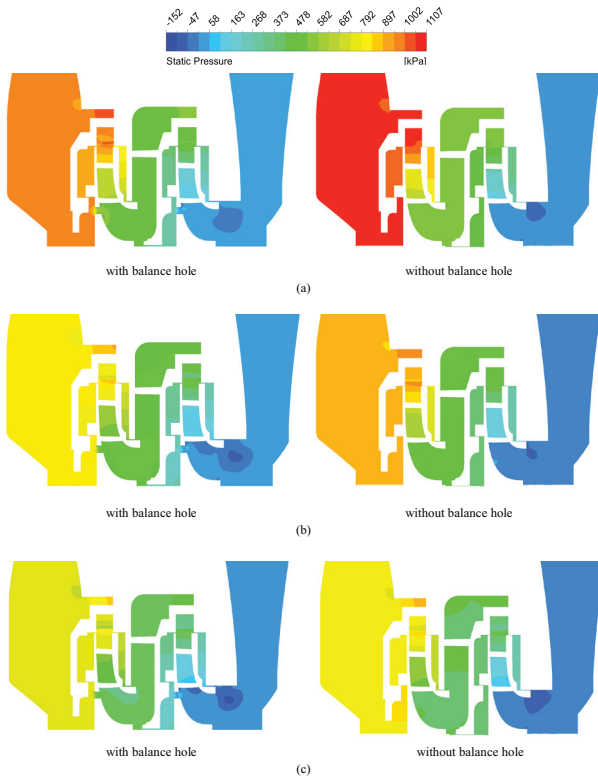 -152 -47 58 163 268 373 478 582 687 792 897 1002 1107
Static Pressure [kPa]
with balance hole without balance hole
(a)
with balance hole without balance hole
(b)
with balance hole without balance hole
(c)